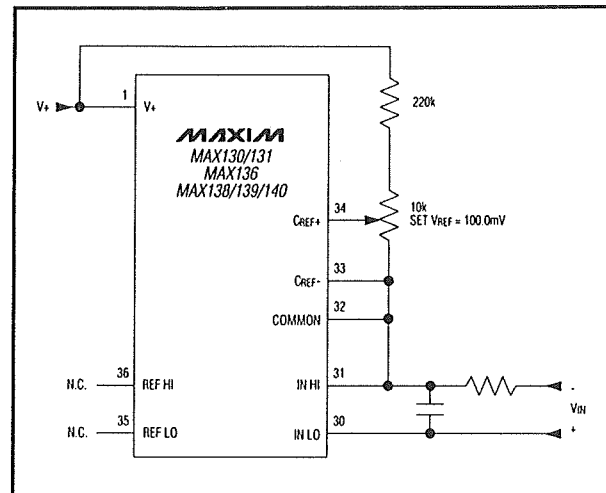 V+
1
V+
220k
MAXIM
MAX130/131
MAX136
MAX138/139/140
34
CREF+
10k
SET VREF = 100.0mV
33
CREF-
32
COMMON
36
N.C.
REF HI
31
IN HI
-
VIN
35
N.C.
REF LO
30
IN LO
+